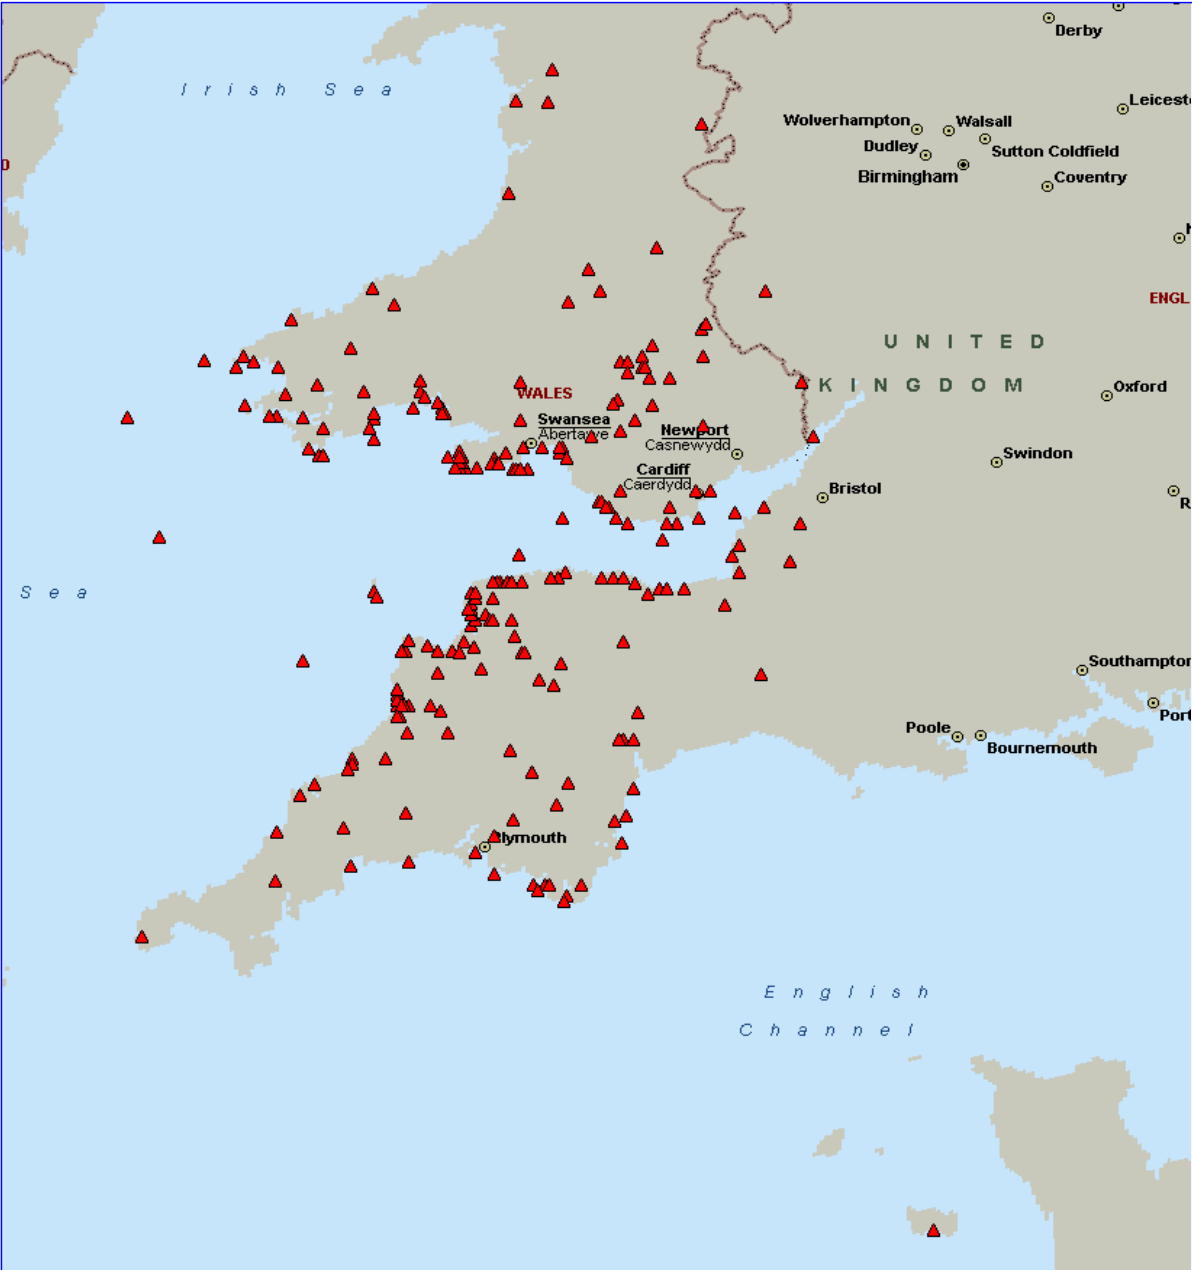 Derby
Irish Sea
Leicest
Wolverhampton
Walsall
Dudley
Sutton Coldfield
Birmingham
Coventry
ENGL
UNITED
KINGDOM
Oxford
WALES
Swansea
Abertawe
Newport
Casnewydd
Swindon
Cardiff
Caerdydd
Bristol
R
Sea
Southampton
Port
Poole
Bournemouth
Plymouth
English
Channel